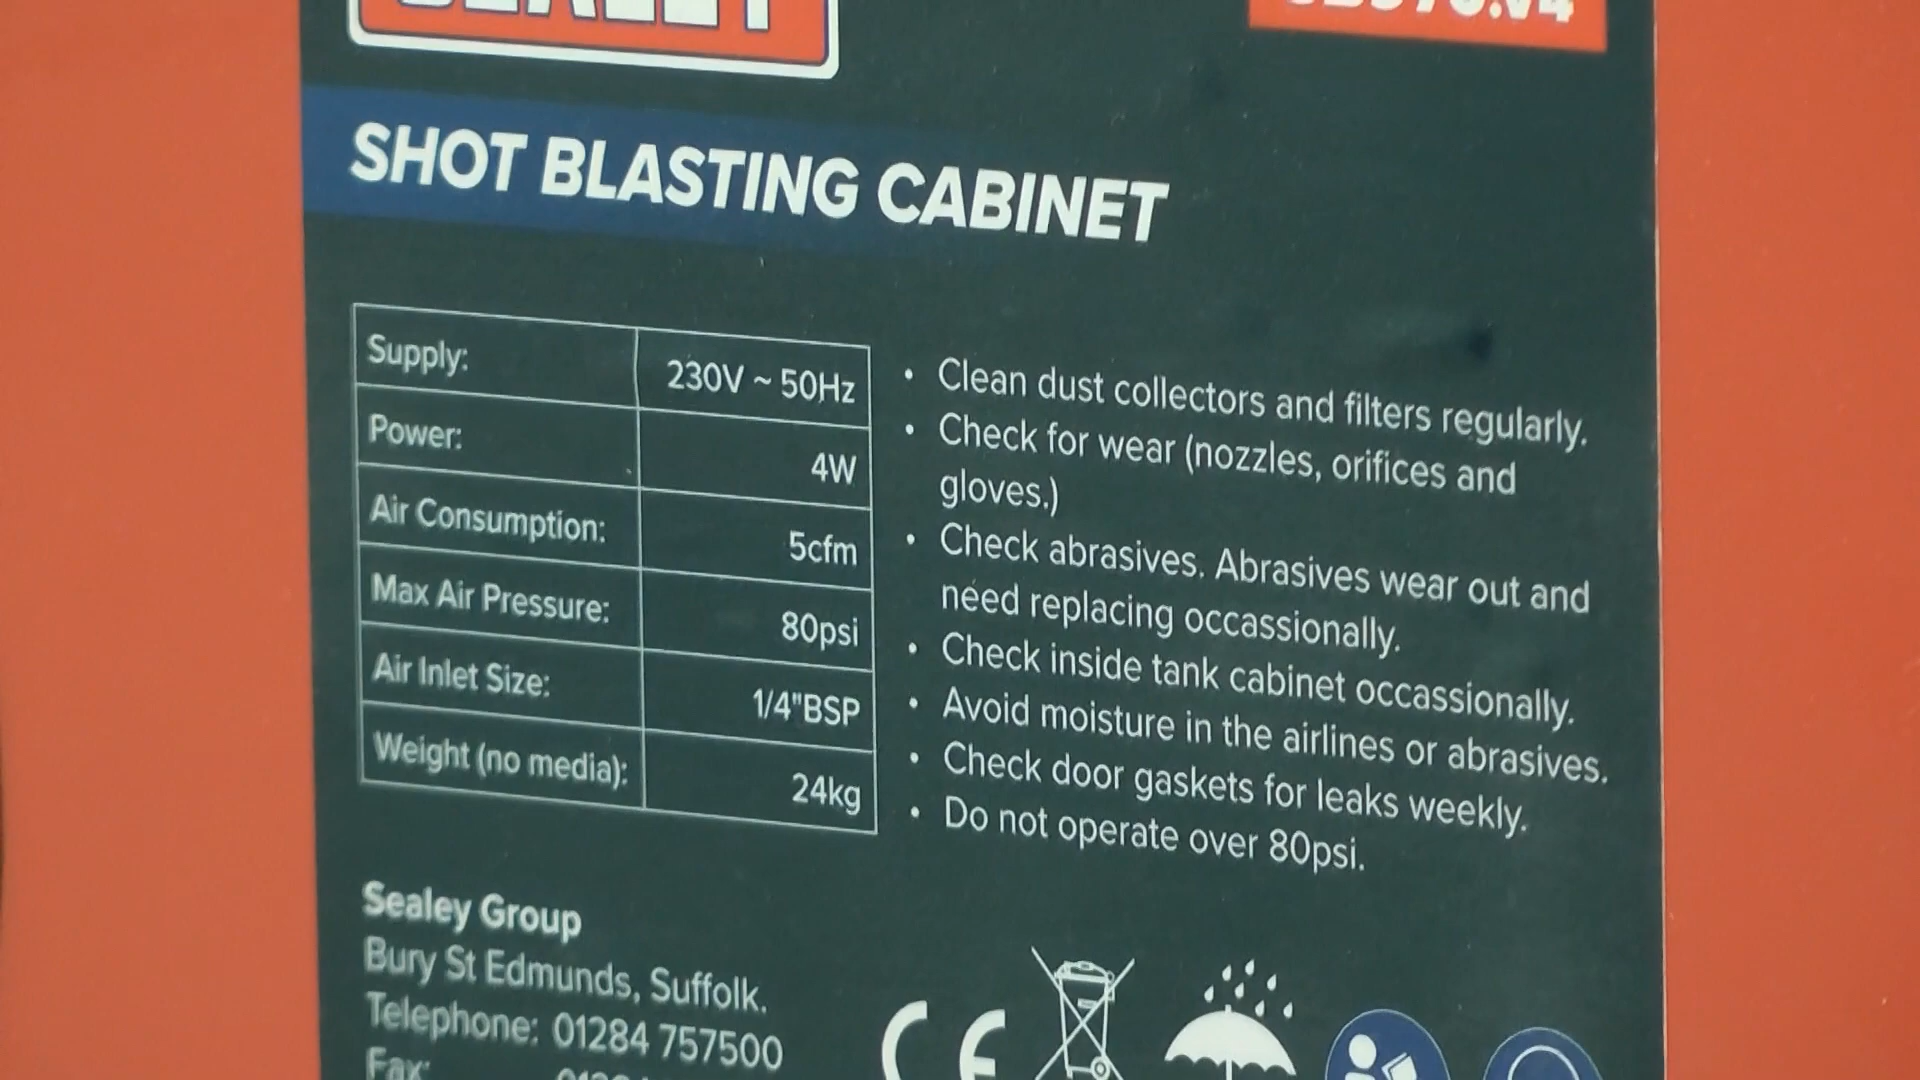 SEALEY
SHOT BLASTING CABINET
Supply: 230V ~ 50Hz
Power: 4W
Air Consumption: 5cfm
Max Air Pressure: 80psi
Air Inlet Size: 1/4"BSP
Weight (no media): 24kg
• Clean dust collectors and filters regularly.
• Check for wear (nozzles, orifices and
gloves.)
• Check abrasives. Abrasives wear out and
need replacing occassionally.
• Check inside tank cabinet occassionally.
• Avoid moisture in the airlines or abrasives.
• Check door gaskets for leaks weekly.
• Do not operate over 80psi.
Sealey Group
Bury St Edmunds, Suffolk.
Telephone: 01284 757500
Fax:
CE